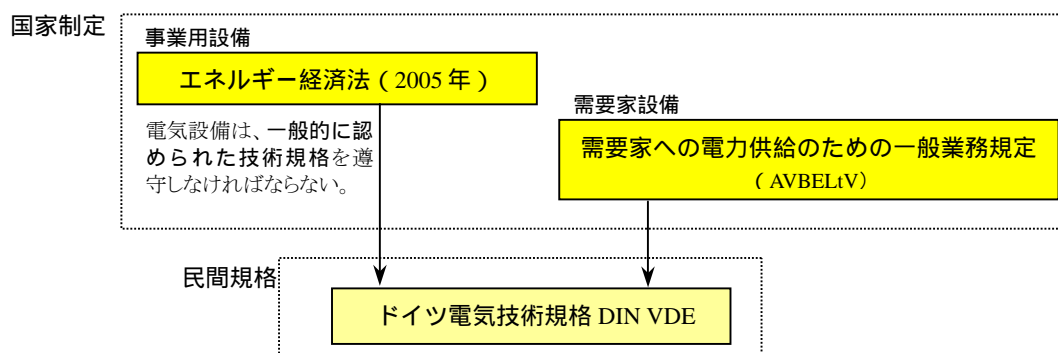 国家制定
事業用設備
エネルギー経済法（2005 年）
電気設備は、一般的に認
められた技術規格を遵
守しなければならない。
需要家設備
需要家への電力供給のための一般業務規定
（AVBELtV）
民間規格
ドイツ電気技術規格 DIN VDE